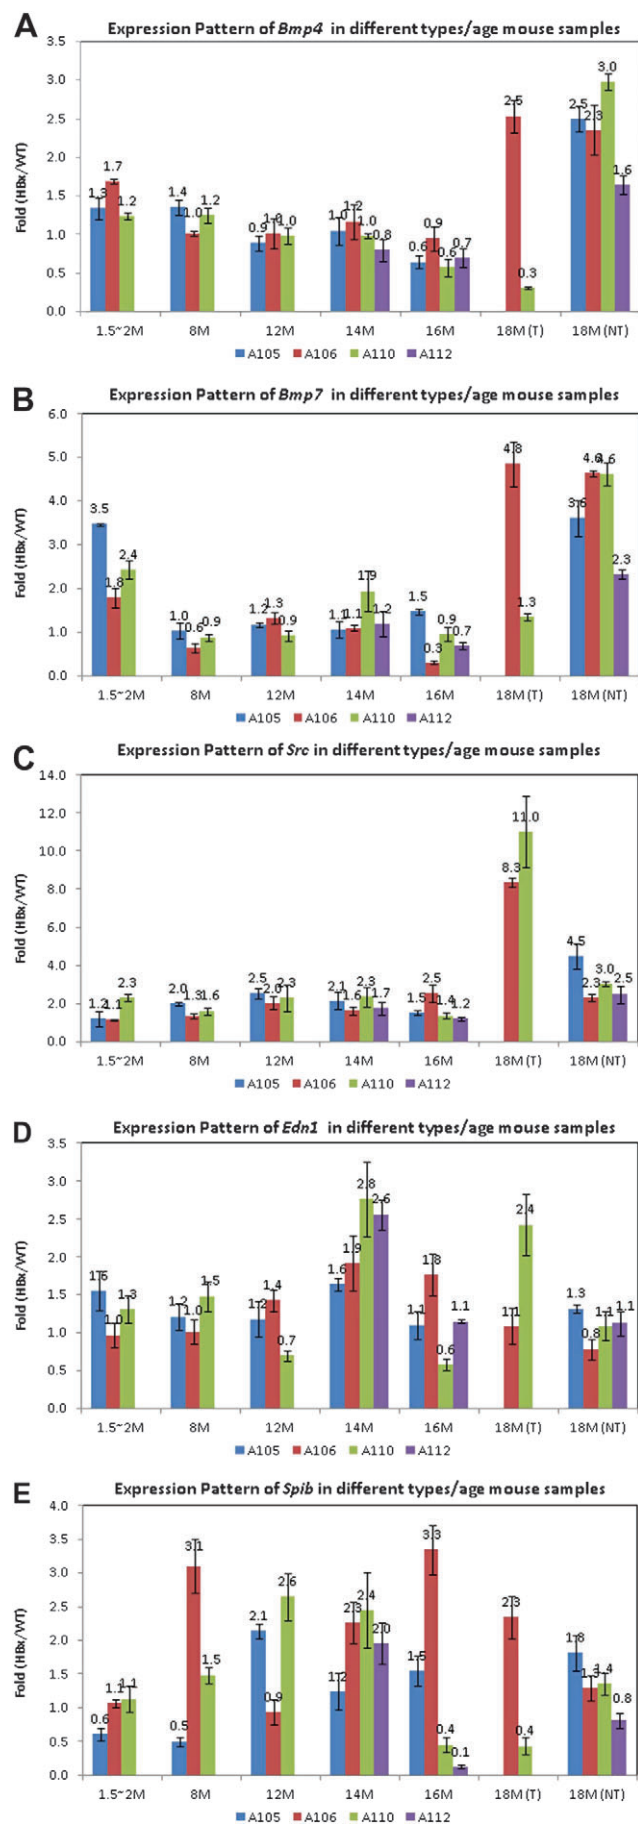 A
Expression Pattern of Bmp4 in different types/age mouse samples
Fold (HBx/WT)
3.5
3.0
2.5
2.0
1.5
1.0
0.5
0.0
1.3 1.7 1.2
1.4 1.0 1.2
0.9 1.0 1.0
1.0 1.2 1.0 0.8
0.6 0.9 0.6 0.7
2.5 0.3
2.5 2.3 3.0 1.6
1.5~2M 8M 12M 14M 16M 18M (T) 18M (NT)
A105 A106 A110 A112
B
Expression Pattern of Bmp7 in different types/age mouse samples
Fold (HBx/WT)
6.0
5.0
4.0
3.0
2.0
1.0
0.0
3.5 1.8 2.4
1.0 0.6 0.9
1.2 1.3 0.9
1.1 1.1 1.9 1.2
1.5 0.3 0.9 0.7
4.8 1.3
3.6 4.6 4.6 2.3
1.5~2M 8M 12M 14M 16M 18M (T) 18M (NT)
A105 A106 A110 A112
C
Expression Pattern of Src in different types/age mouse samples
Fold (HBx/WT)
14.0
12.0
10.0
8.0
6.0
4.0
2.0
0.0
1.2 1.1 2.3
2.0 1.3 1.6
2.5 2.0 2.3
2.1 1.6 2.3 1.7
1.5 2.5 1.4 1.2
8.3 11.0
4.5 2.3 3.0 2.5
1.5~2M 8M 12M 14M 16M 18M (T) 18M (NT)
A105 A106 A110 A112
D
Expression Pattern of Edn1 in different types/age mouse samples
Fold (HBx/WT)
3.5
3.0
2.5
2.0
1.5
1.0
0.5
0.0
1.0 1.3
1.2 1.0 1.5
1.2 1.4 0.7
1.6 1.9 2.8 2.6
1.1 1.8 0.6 1.1
1.1 2.4
1.3 0.8 1.1 1.1
1.5~2M 8M 12M 14M 16M 18M (T) 18M (NT)
A105 A106 A110 A112
E
Expression Pattern of Spib in different types/age mouse samples
Fold (HBx/WT)
4.0
3.5
3.0
2.5
2.0
1.5
1.0
0.5
0.0
0.6 1.1 1.1
0.5 3.1 1.5
2.1 0.9 2.6
1.2 2.3 2.4 2.0
1.5 3.3 0.4 0.1
2.3 0.4
1.8 1.3 1.4 0.8
1.5~2M 8M 12M 14M 16M 18M (T) 18M (NT)
A105 A106 A110 A112